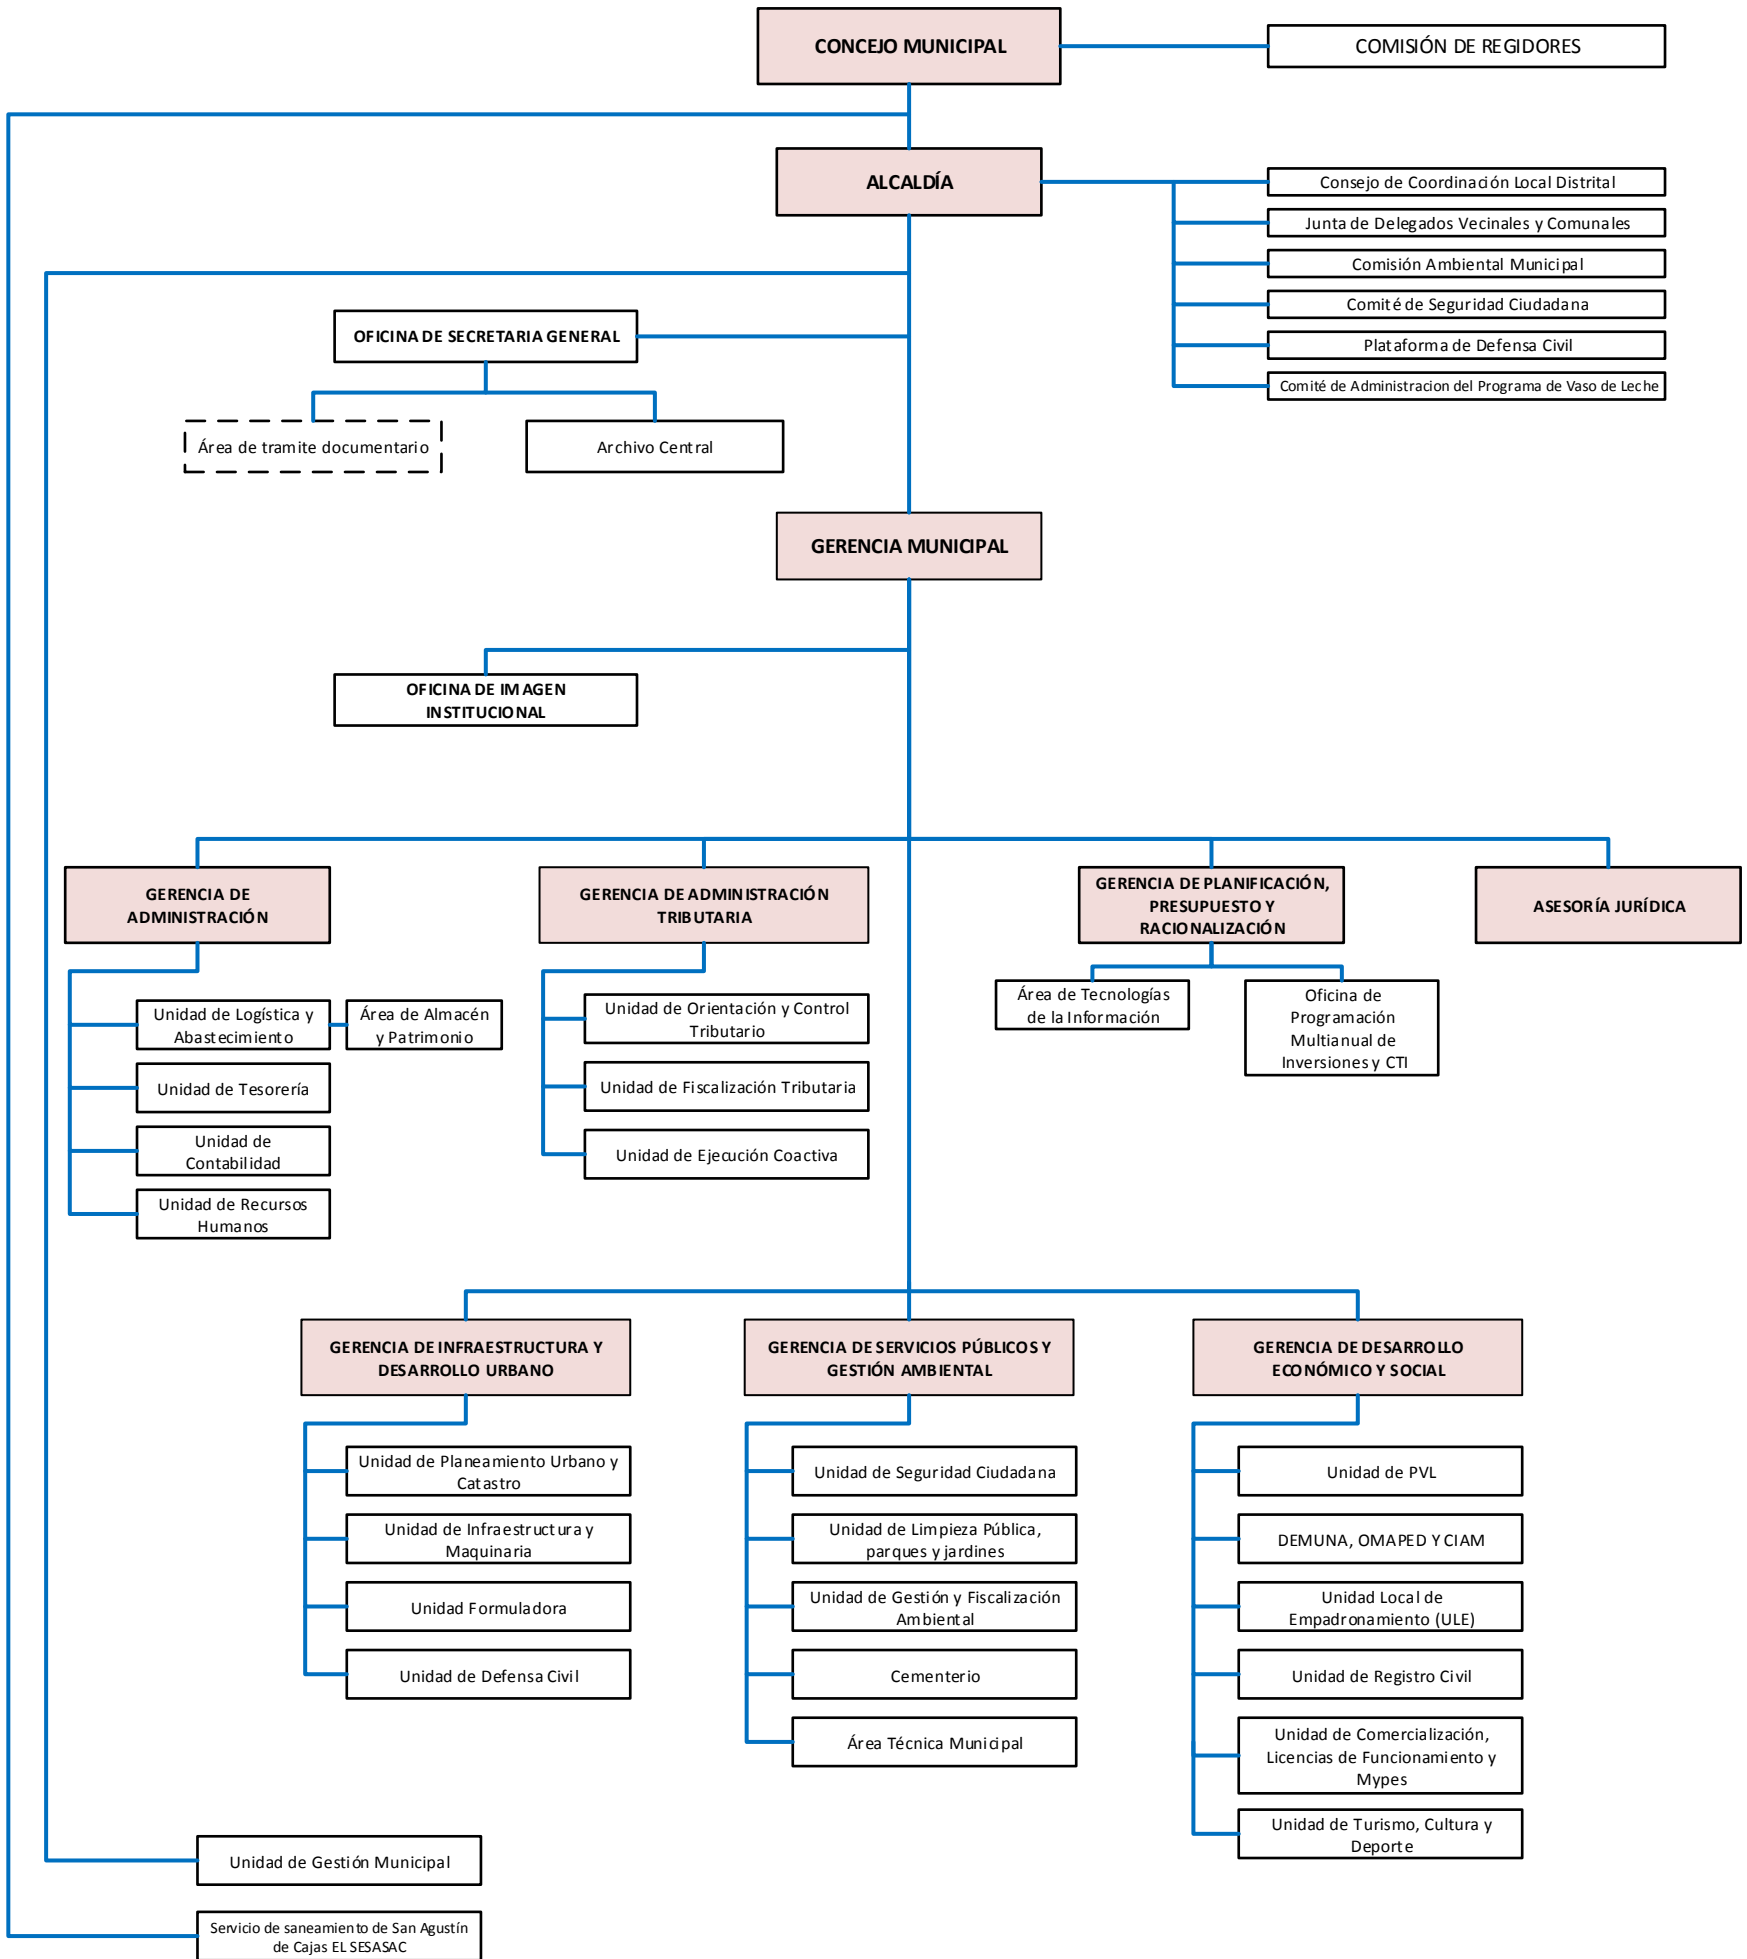 CONCEJO MUNICIPAL
COMISIÓN DE REGIDORES
ALCALDÍA
Consejo de Coordinación Local Distrital
Junta de Delegados Vecinales y Comunales
Comisión Ambiental Municipal
Comité de Seguridad Ciudadana
Plataforma de Defensa Civil
Comité de Administracion del Programa de Vaso de Leche
OFICINA DE SECRETARIA GENERAL
Área de tramite documentario
Archivo Central
GERENCIA MUNICIPAL
OFICINA DE IMAGEN
INSTITUCIONAL
GERENCIA DE
ADMINISTRACIÓN
GERENCIA DE ADMINISTRACIÓN
TRIBUTARIA
GERENCIA DE PLANIFICACIÓN,
PRESUPUESTO Y
RACIONALIZACIÓN
ASESORÍA JURÍDICA
Unidad de Logística y
Abastecimiento
Área de Almacén
y Patrimonio
Unidad de Tesorería
Unidad de
Contabilidad
Unidad de Recursos
Humanos
Unidad de Orientación y Control
Tributario
Unidad de Fiscalización Tributaria
Unidad de Ejecución Coactiva
Área de Tecnologías
de la Información
Oficina de
Programación
Multianual de
Inversiones y CTI
GERENCIA DE INFRAESTRUCTURA Y
DESARROLLO URBANO
GERENCIA DE SERVICIOS PÚBLICOS Y
GESTIÓN AMBIENTAL
GERENCIA DE DESARROLLO
ECONÓMICO Y SOCIAL
Unidad de Planeamiento Urbano y
Catastro
Unidad de Infraestructura y
Maquinaria
Unidad Formuladora
Unidad de Defensa Civil
Unidad de Seguridad Ciudadana
Unidad de Limpieza Pública,
parques y jardines
Unidad de Gestión y Fiscalización
Ambiental
Cementerio
Área Técnica Municipal
Unidad de PVL
DEMUNA, OMAPED Y CIAM
Unidad Local de
Empadronamiento (ULE)
Unidad de Registro Civil
Unidad de Comercialización,
Licencias de Funcionamiento y
Mypes
Unidad de Turismo, Cultura y
Deporte
Unidad de Gestión Municipal
Servicio de saneamiento de San Agustín
de Cajas EL SESASAC